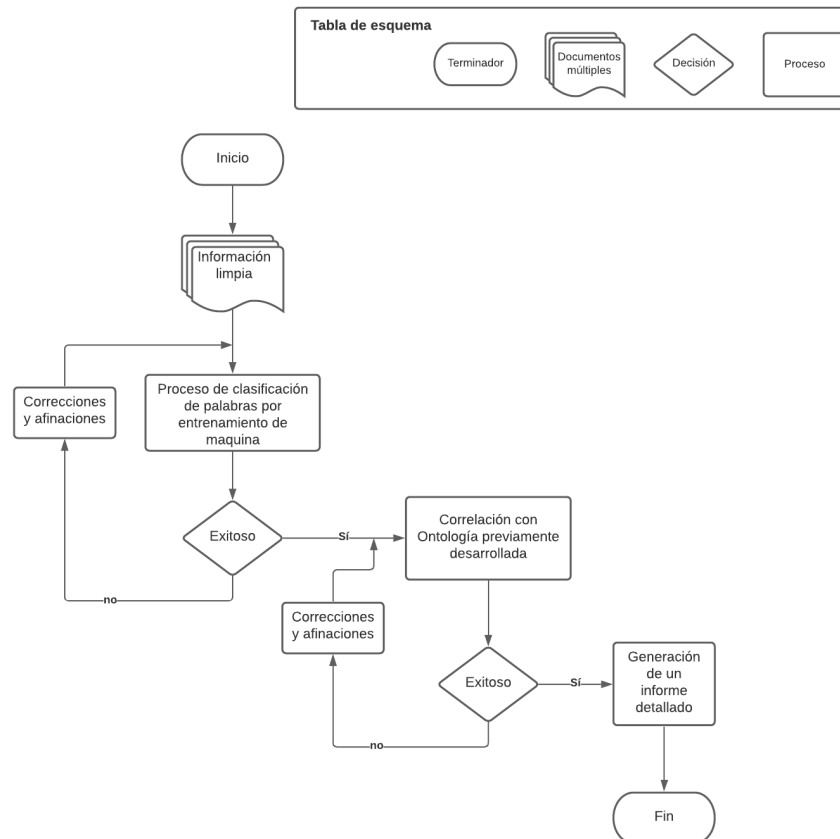 Tabla de esquema
Terminador
Documentos
múltiples
Decisión
Proceso
Inicio
Información
limpia
Correcciones
y afinaciones
Proceso de clasificación
de palabras por
entrenamiento de
maquina
Exitoso
Sí
no
Correlación con
Ontología previamente
desarrollada
Correcciones
y afinaciones
Exitoso
Sí
no
Generación
de un
informe
detallado
Fin